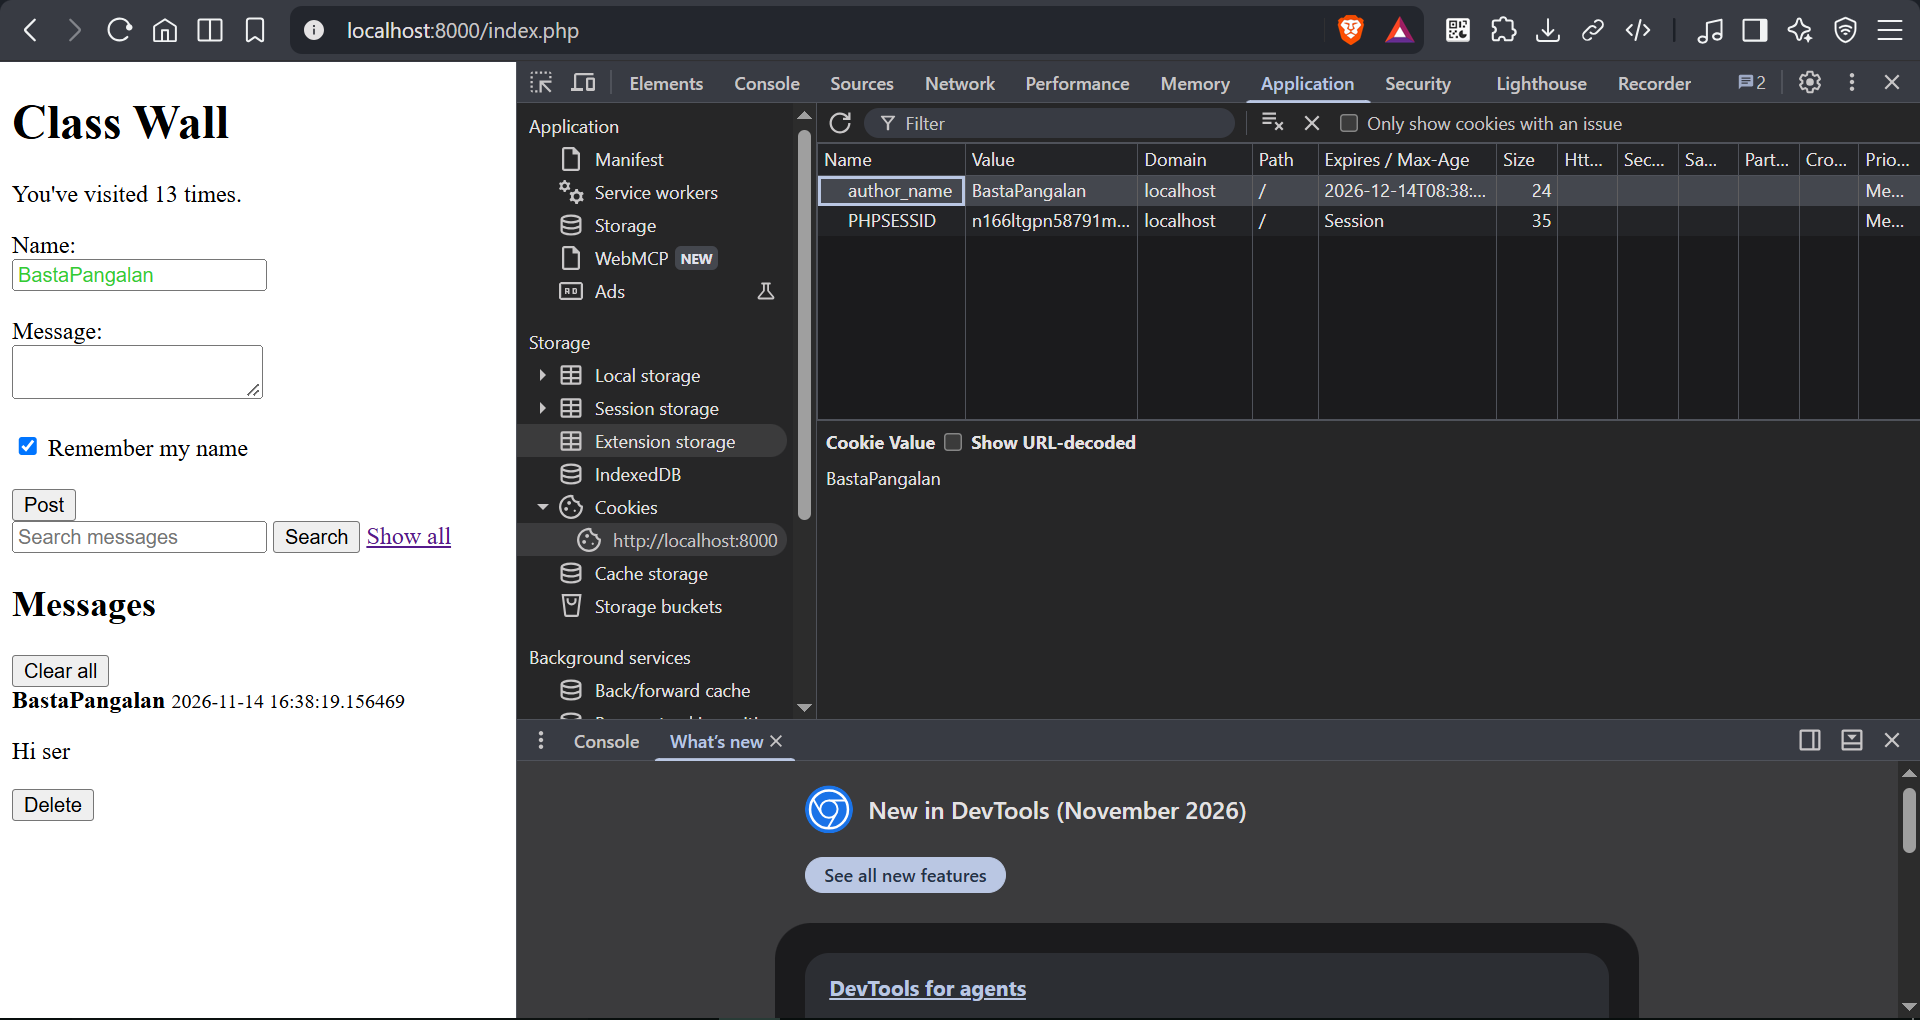 localhost:8000/index.php
Class Wall
You've visited 13 times.
Name:
BastaPangalan
Message:
Remember my name
Post
Search messages Search Show all
Messages
Clear all
BastaPangalan 2026-11-14 16:38:19.156469
Hi ser
Delete
Elements Console Sources Network Performance Memory Application Security Lighthouse Recorder 2
Application
Manifest
Service workers
Storage
WebMCP NEW
Ads
Storage
Local storage
Session storage
Extension storage
IndexedDB
Cookies
http://localhost:8000
Cache storage
Storage buckets
Background services
Back/forward cache
Filter Only show cookies with an issue
Name Value Domain Path Expires / Max-Age Size Htt... Sec... Sa... Part... Cro... Prio...
author_name BastaPangalan localhost / 2026-12-14T08:38:... 24 Me...
PHPSESSID n166ltgpn58791m... localhost / Session 35 Me...
Cookie Value Show URL-decoded
BastaPangalan
Console What's new
New in DevTools (November 2026)
See all new features
DevTools for agents